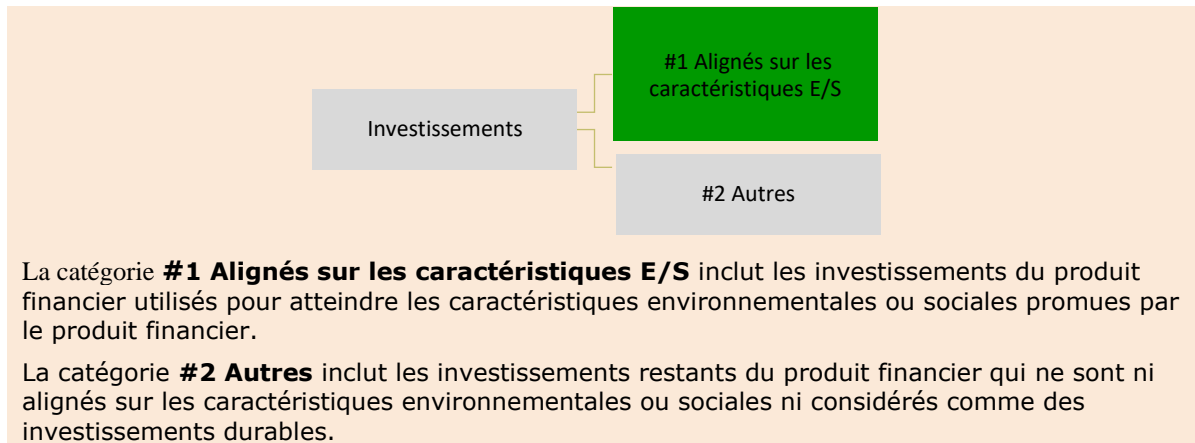 #1 Alignés sur les
caractéristiques E/S
Investissements
#2 Autres
La catégorie #1 Alignés sur les caractéristiques E/S inclut les investissements du produit
financier utilisés pour atteindre les caractéristiques environnementales ou sociales promues par
le produit financier.
La catégorie #2 Autres inclut les investissements restants du produit financier qui ne sont ni
alignés sur les caractéristiques environnementales ou sociales ni considérés comme des
investissements durables.